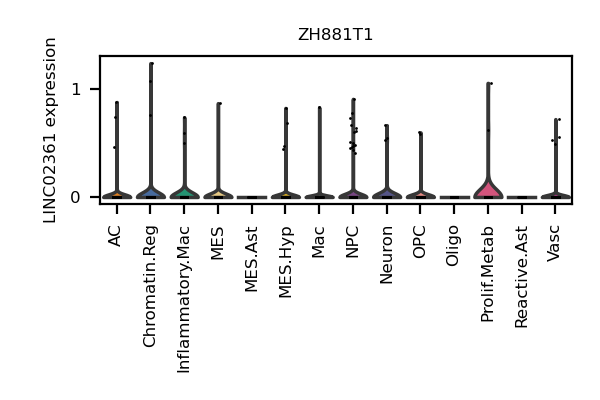 ZH881T1
LINC02361 expression
1
0
AC
Chromatin.Reg
Inflammatory.Mac
MES
MES.Ast
MES.Hyp
Mac
NPC
Neuron
OPC
Oligo
Prolif.Metab
Reactive.Ast
Vasc